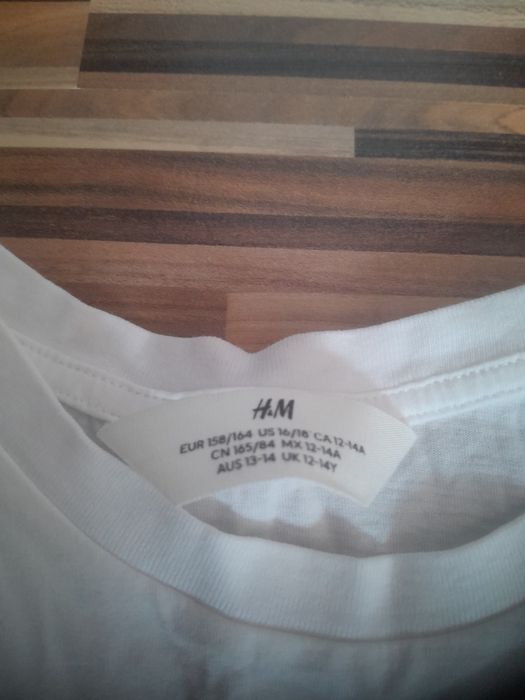 H&M
EUR 158/164 US 16/18 CA 12-14A
CN 165/84 MX 12-14A
AUS 13-14 UK 12-14Y